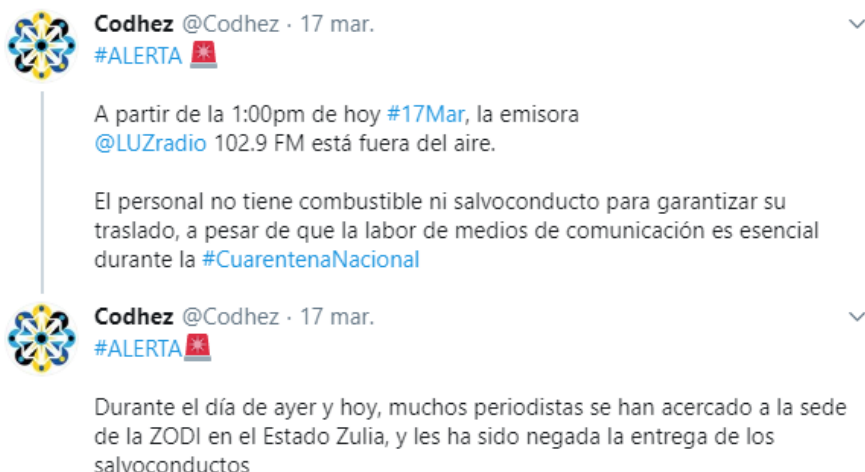 Codhez @Codhez · 17 mar.
#ALERTA 🚨
A partir de la 1:00pm de hoy #17Mar, la emisora
@LUZradio 102.9 FM está fuera del aire.
El personal no tiene combustible ni salvoconducto para garantizar su
traslado, a pesar de que la labor de medios de comunicación es esencial
durante la #CuarentenaNacional
Codhez @Codhez · 17 mar.
#ALERTA🚨
Durante el día de ayer y hoy, muchos periodistas se han acercado a la sede
de la ZODI en el Estado Zulia, y les ha sido negada la entrega de los
salvoconductos